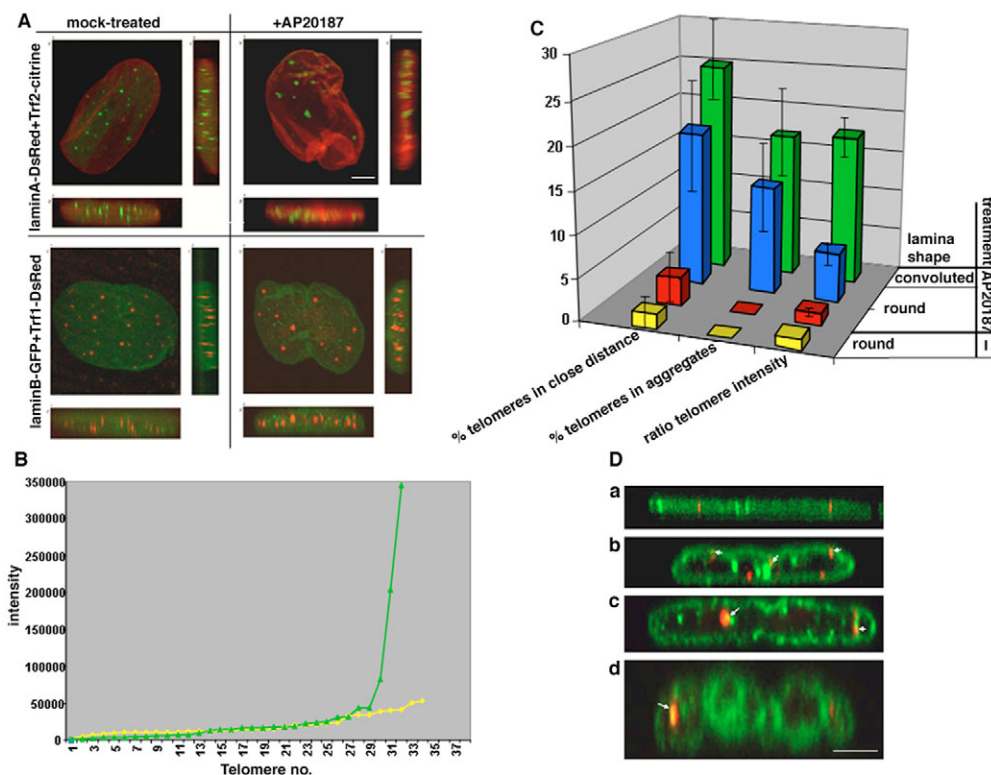 A
mock-treated
+AP20187
laminA-DsRed+Trf2-citrine
laminB-GFP+Trf1-DsRed
B
350000
300000
250000
200000
150000
100000
50000
0
intensity
1 3 5 7 9 11 13 15 17 19 21 23 25 27 29 31 33 35 37
Telomere no.
C
30
25
20
15
10
5
0
% telomeres in close distance
% telomeres in aggregates
ratio telomere intensity
lamina shape
convoluted
round
round
treatment AP20187
D
a
b
c
d